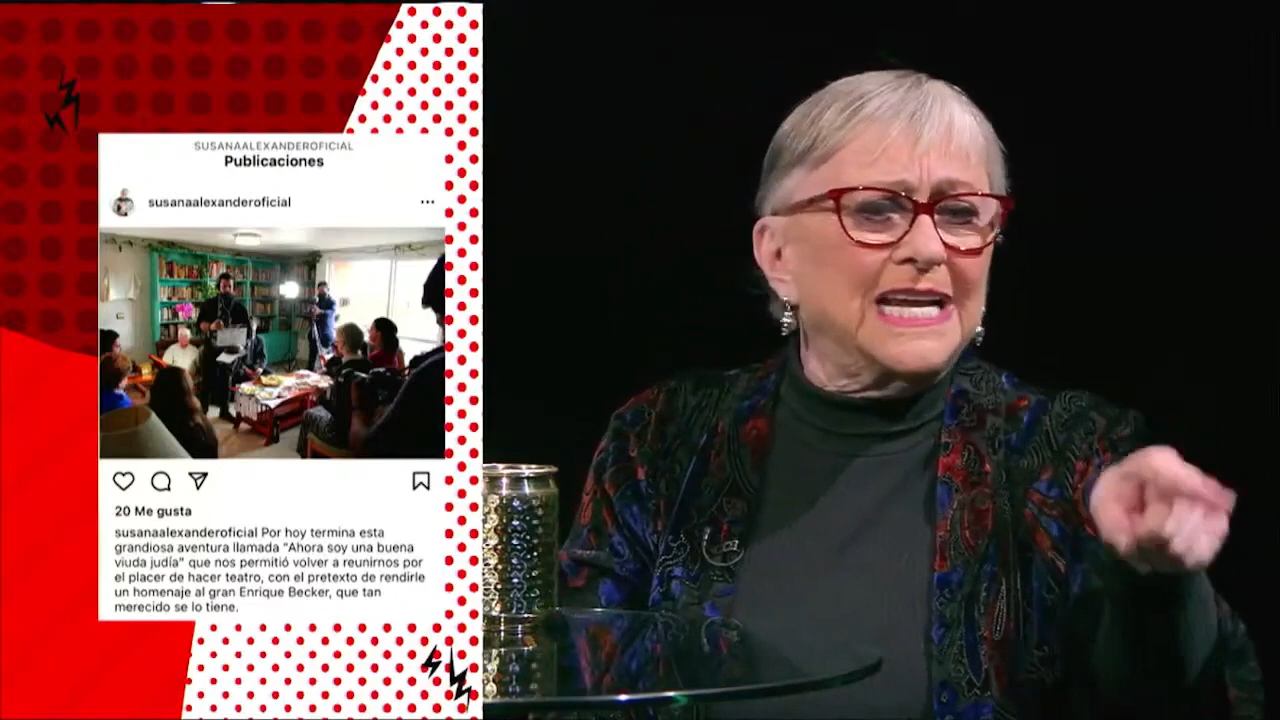 SUSANAALEXANDEROFICIAL
Publicaciones
susanaalexanderoficial
20 Me gusta
susanaalexanderoficial Por hoy termina esta
grandiosa aventura llamada "Ahora soy una buena
viuda judía" que nos permitió volver a reunirnos por
el placer de hacer teatro, con el pretexto de rendirle
un homenaje al gran Enrique Becker, que tan
merecido se lo tiene.